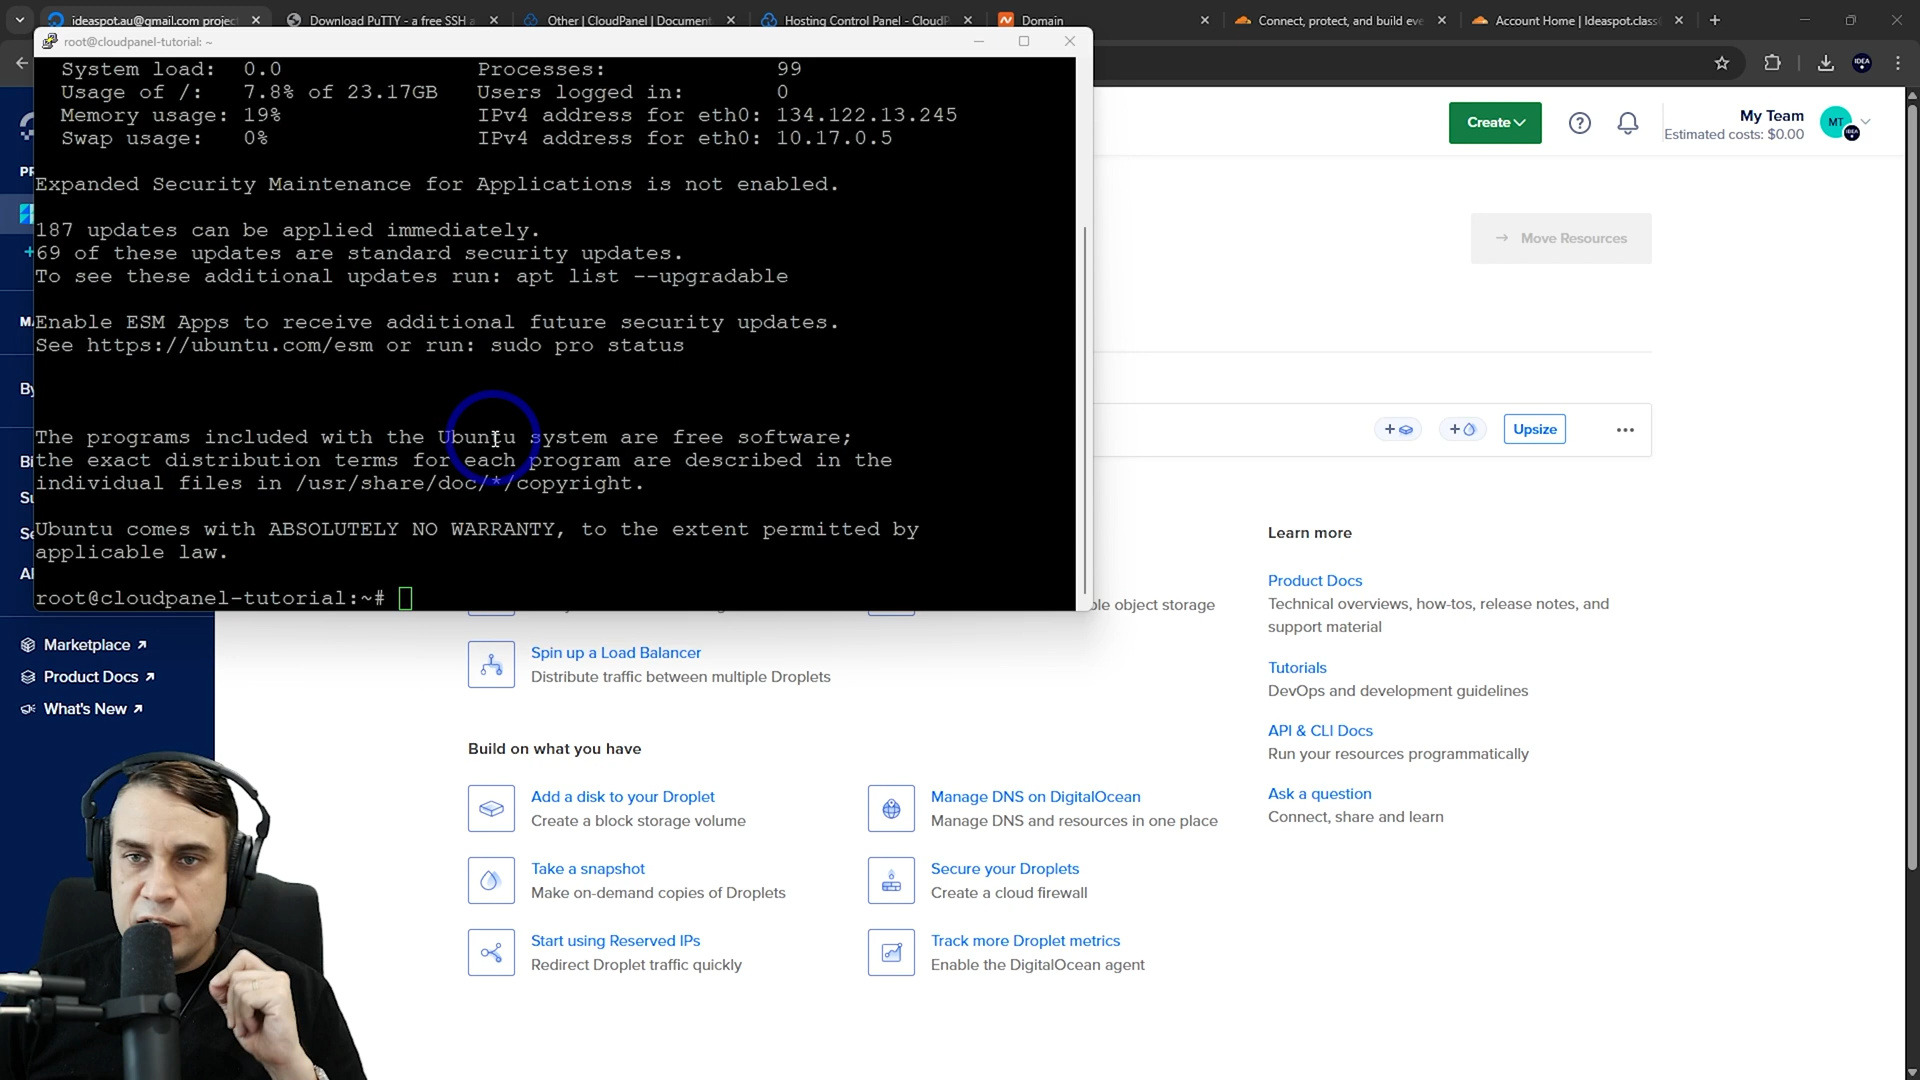 ideaspot.au@gmail.com project
Download PuTTY - a free SSH a
Other | CloudPanel | Document
Hosting Control Panel - CloudP
Domain
Connect, protect, and build eve
Account Home | Ideaspot.class
root@cloudpanel-tutorial: ~
System load: 0.0 Processes: 99
Usage of /: 7.8% of 23.17GB Users logged in: 0
Memory usage: 19% IPv4 address for eth0: 134.122.13.245
Swap usage: 0% IPv4 address for eth0: 10.17.0.5
Expanded Security Maintenance for Applications is not enabled.
187 updates can be applied immediately.
69 of these updates are standard security updates.
To see these additional updates run: apt list --upgradable
Enable ESM Apps to receive additional future security updates.
See https://ubuntu.com/esm or run: sudo pro status
The programs included with the Ubuntu system are free software;
the exact distribution terms for each program are described in the
individual files in /usr/share/doc/*/copyright.
Ubuntu comes with ABSOLUTELY NO WARRANTY, to the extent permitted by
applicable law.
root@cloudpanel-tutorial:~#
Create
My Team
Estimated costs: $0.00
MT
IDEA
→ Move Resources
Upsize
Marketplace
Product Docs
What's New
object storage
Spin up a Load Balancer
Distribute traffic between multiple Droplets
Build on what you have
Add a disk to your Droplet
Create a block storage volume
Manage DNS on DigitalOcean
Manage DNS and resources in one place
Take a snapshot
Make on-demand copies of Droplets
Secure your Droplets
Create a cloud firewall
Start using Reserved IPs
Redirect Droplet traffic quickly
Track more Droplet metrics
Enable the DigitalOcean agent
Learn more
Product Docs
Technical overviews, how-tos, release notes, and
support material
Tutorials
DevOps and development guidelines
API & CLI Docs
Run your resources programmatically
Ask a question
Connect, share and learn